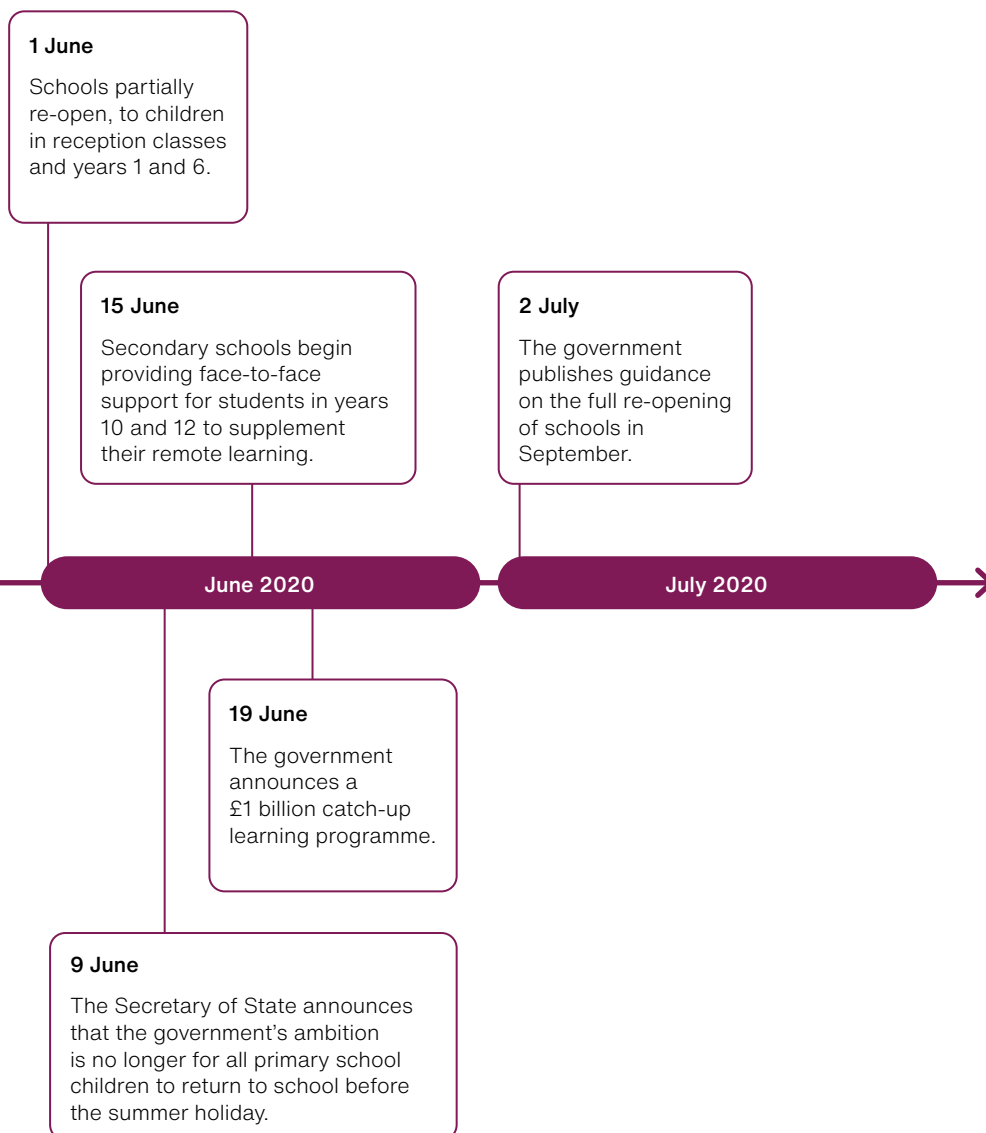 1 June
Schools partially
re-open, to children
in reception classes
and years 1 and 6.
15 June
Secondary schools begin
providing face-to-face
support for students in years
10 and 12 to supplement
their remote learning.
2 July
The government
publishes guidance
on the full re-opening
of schools in
September.
June 2020
July 2020
19 June
The government
announces a
£1 billion catch-up
learning programme.
9 June
The Secretary of State announces
that the government’s ambition
is no longer for all primary school
children to return to school before
the summer holiday.